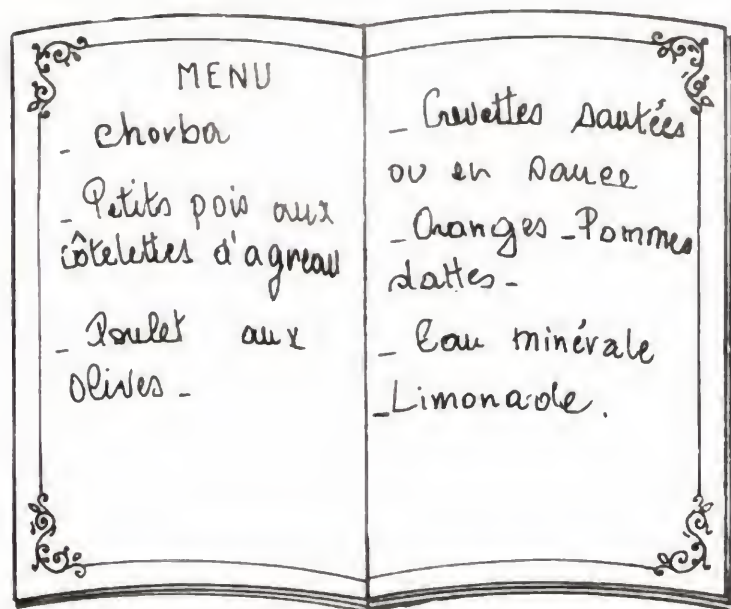 MENU
_ chorba
_ Petits pois aux
côtelettes d'agneau
_ Poulet aux
olives _
_ Crevettes sautées
ou en sauce
_ Oranges _ Pommes
dattes _
_ Eau minérale
_ Limonade.